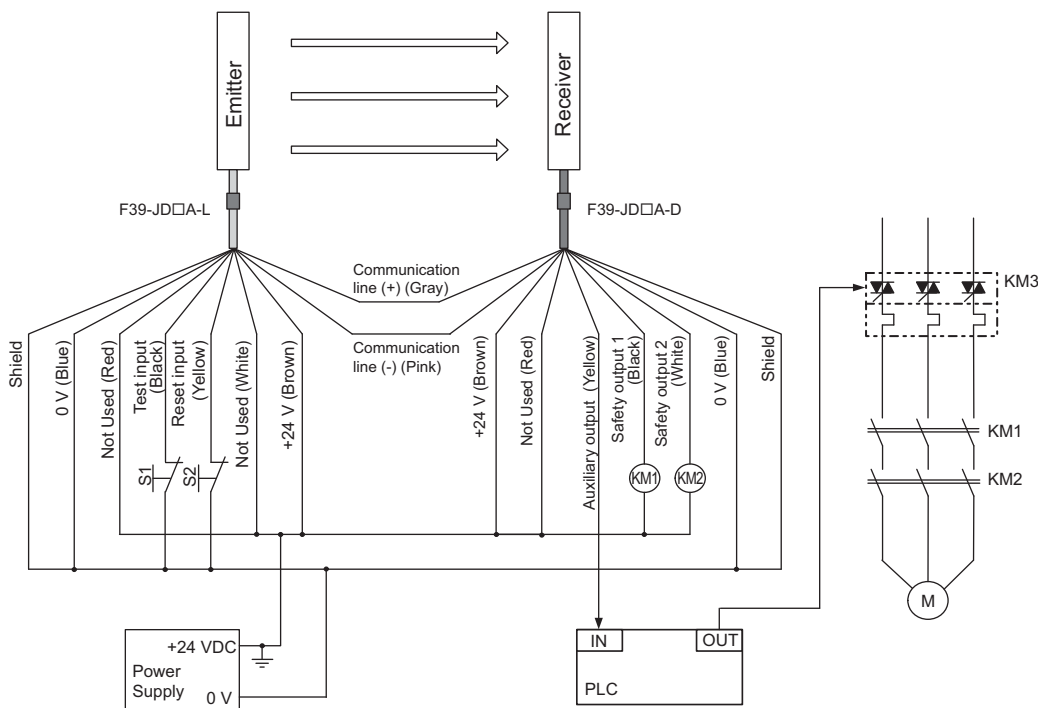 Emitter
Receiver
F39-JD□A-L
F39-JD□A-D
Communication
line (+) (Gray)
Communication
line (-) (Pink)
Shield
0 V (Blue)
Not Used (Red)
Test input
(Black)
Reset input
(Yellow)
Not Used (White)
+24 V (Brown)
+24 V (Brown)
Not Used (Red)
Auxiliary output (Yellow)
Safety output 1
(Black)
Safety output 2
(White)
0 V (Blue)
Shield
S1
S2
KM1
KM2
KM3
KM1
KM2
M
+24 VDC
Power
Supply
0 V
IN
OUT
PLC